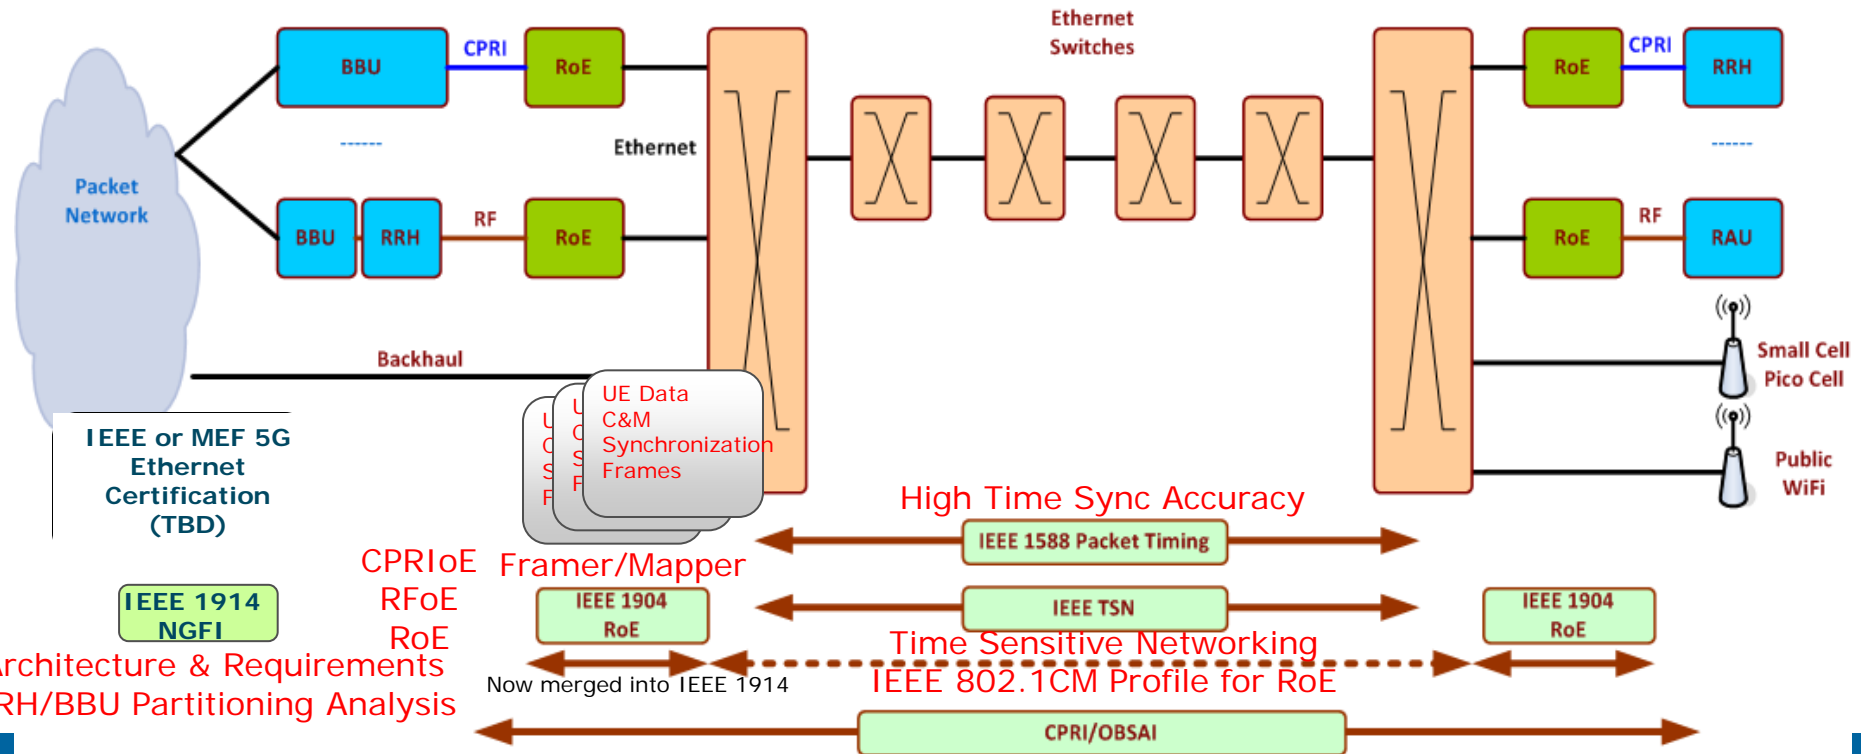 Ethernet
Switches
BBU
CPRI
RoE
RoE
CPRI
RRH
------
Ethernet
------
Packet
Network
BBU
RRH
RF
RoE
RoE
RF
RAU
Backhaul
Small Cell
Pico Cell
UE Data
C&M
Synchronization
Frames
U
C
S
F
U
C
S
F
IEEE or MEF 5G
Ethernet
Certification
(TBD)
Public
WiFi
High Time Sync Accuracy
IEEE 1588 Packet Timing
CPRIoE
RFoE
RoE
Framer/Mapper
IEEE 1904
RoE
IEEE TSN
IEEE 1904
RoE
IEEE 1914
NGFI
Time Sensitive Networking
IEEE 802.1CM Profile for RoE
rchitecture & Requirements
RH/BBU Partitioning Analysis
Now merged into IEEE 1914
CPRI/OBSAI